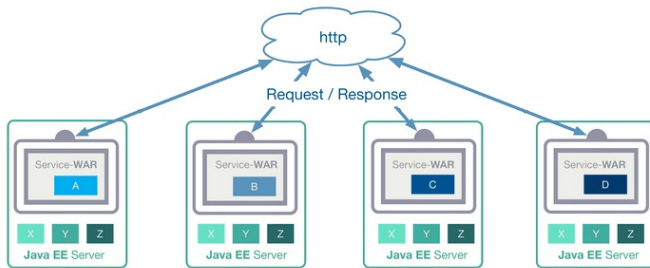 http
Request / Response
Service-WAR
A
X Y Z
Java EE Server
Service-WAR
B
X Y Z
Java EE Server
Service-WAR
C
X Y Z
Java EE Server
Service-WAR
D
X Y Z
Java EE Server